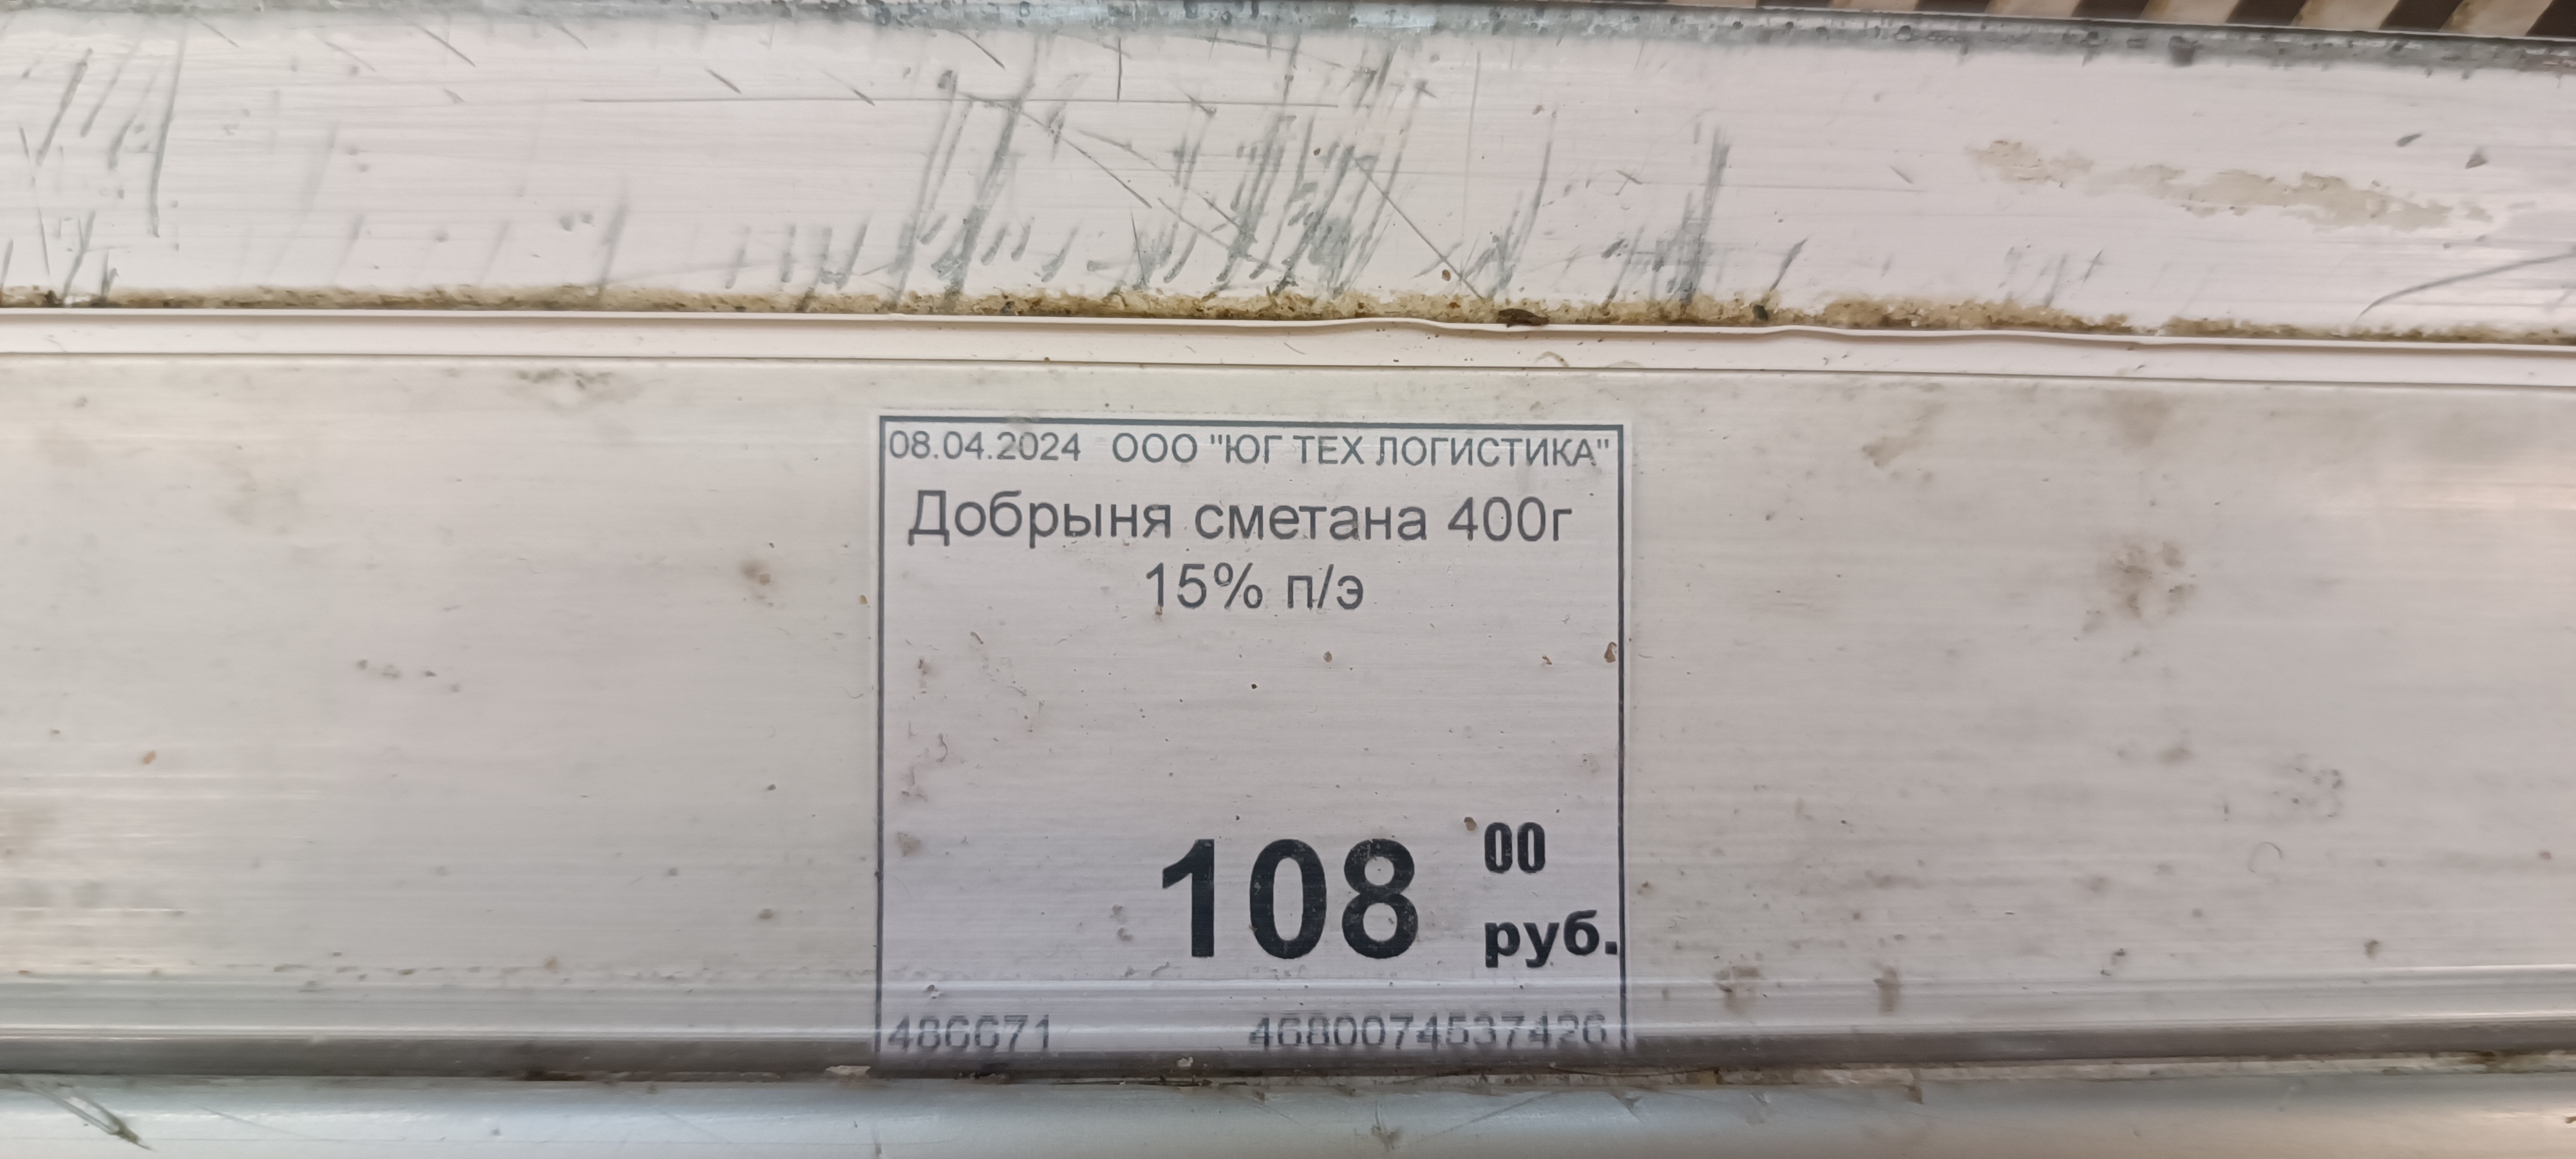 08.04.2024 ООО "ЮГ ТЕХ ЛОГИСТИКА"
Добрыня сметана 400г
15% п/э
108 00
руб.
486671 4680074537426